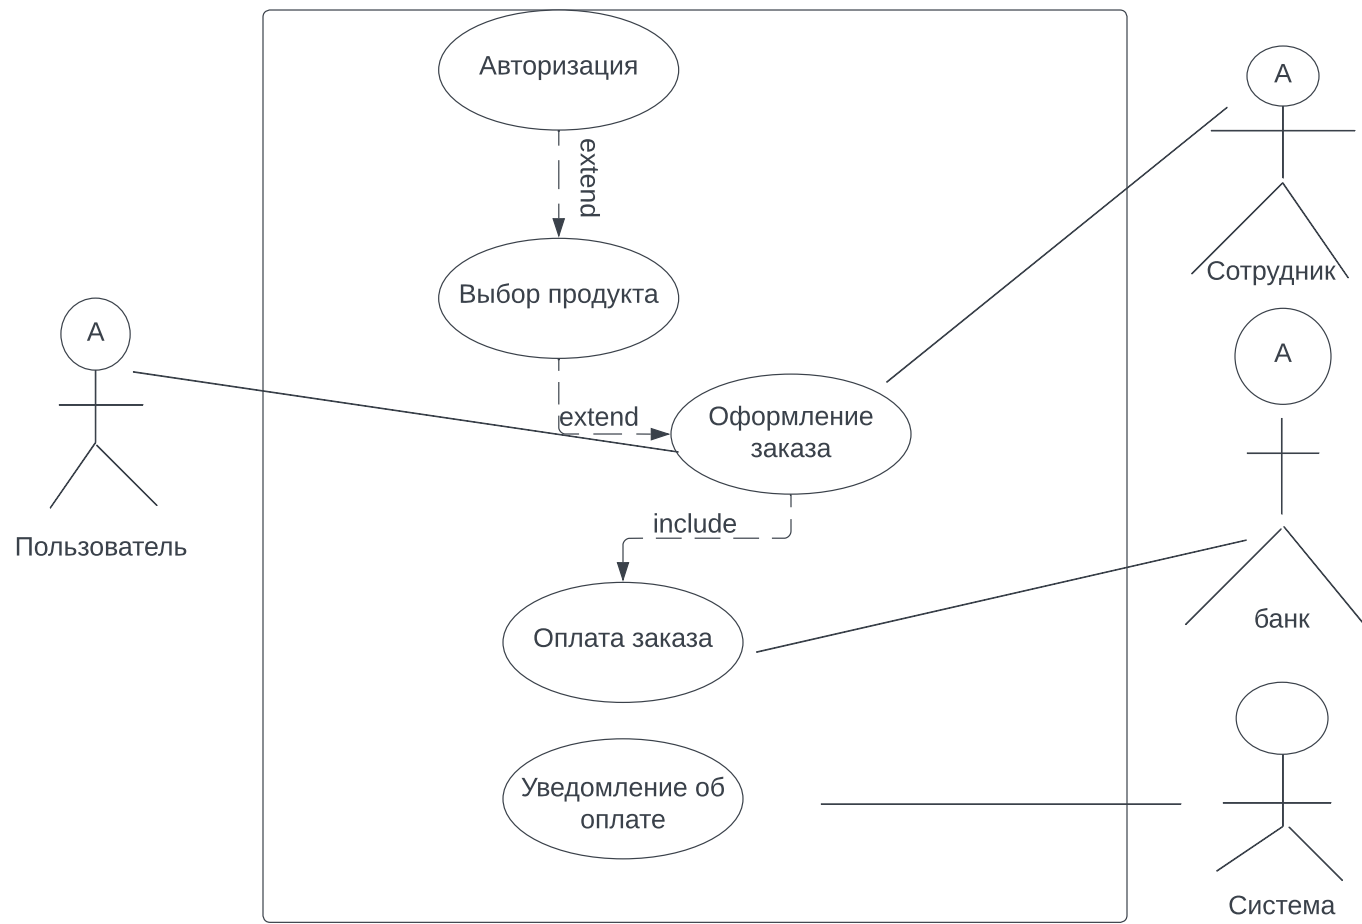 Авторизация
A
extend
Сотрудник
Выбор продукта
A
A
extend
Оформление
заказа
include
Пользователь
банк
Оплата заказа
Уведомление об
оплате
Система